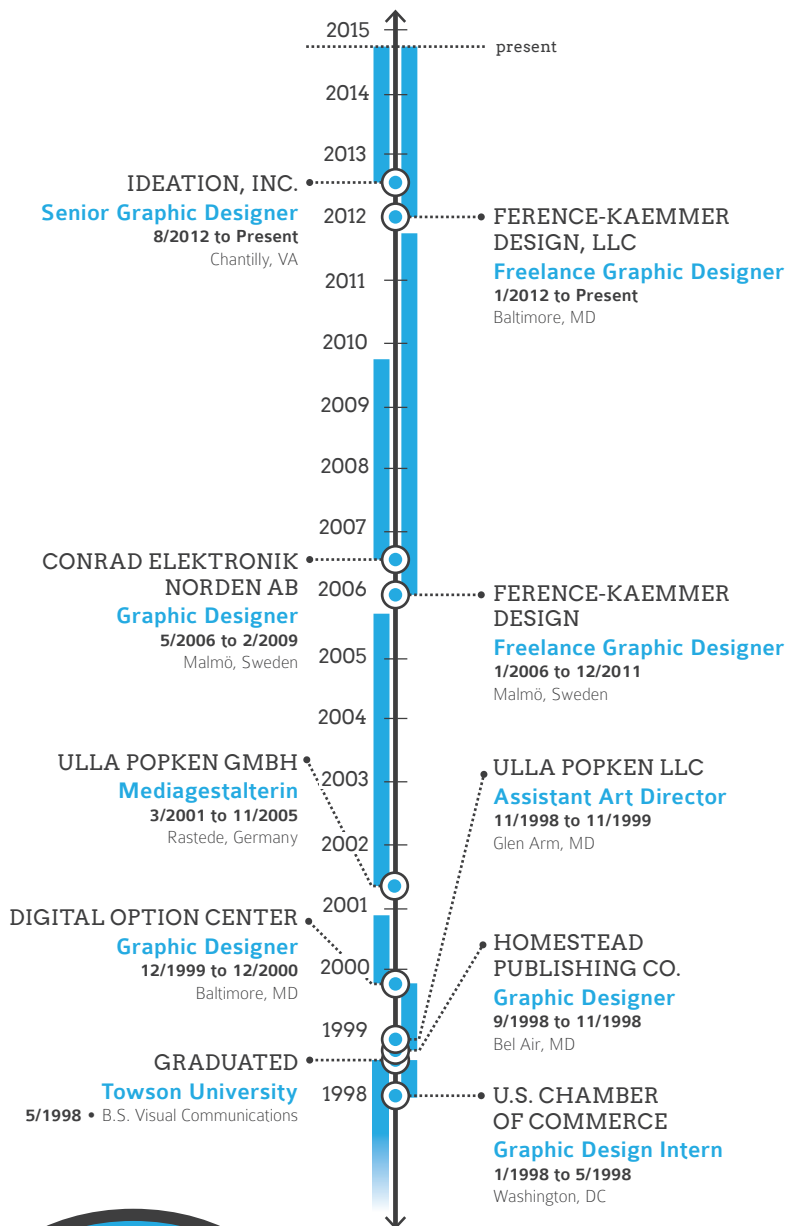 2015
present
2014
2013
IDEATION, INC.
Senior Graphic Designer
8/2012 to Present
Chantilly, VA
2012
FERENCE-KAEMMER
DESIGN, LLC
Freelance Graphic Designer
1/2012 to Present
Baltimore, MD
2011
2010
2009
2008
2007
CONRAD ELEKTRONIK
NORDEN AB
Graphic Designer
5/2006 to 2/2009
Malmö, Sweden
2006
FERENCE-KAEMMER
DESIGN
Freelance Graphic Designer
1/2006 to 12/2011
Malmö, Sweden
2005
2004
ULLA POPKEN GMBH
Mediagestalterin
3/2001 to 11/2005
Rastede, Germany
2003
ULLA POPKEN LLC
Assistant Art Director
11/1998 to 11/1999
Glen Arm, MD
2002
2001
DIGITAL OPTION CENTER
Graphic Designer
12/1999 to 12/2000
Baltimore, MD
2000
HOMESTEAD
PUBLISHING CO.
Graphic Designer
9/1998 to 11/1998
Bel Air, MD
1999
GRADUATED
Towson University
5/1998 • B.S. Visual Communications
1998
U.S. CHAMBER
OF COMMERCE
Graphic Design Intern
1/1998 to 5/1998
Washington, DC